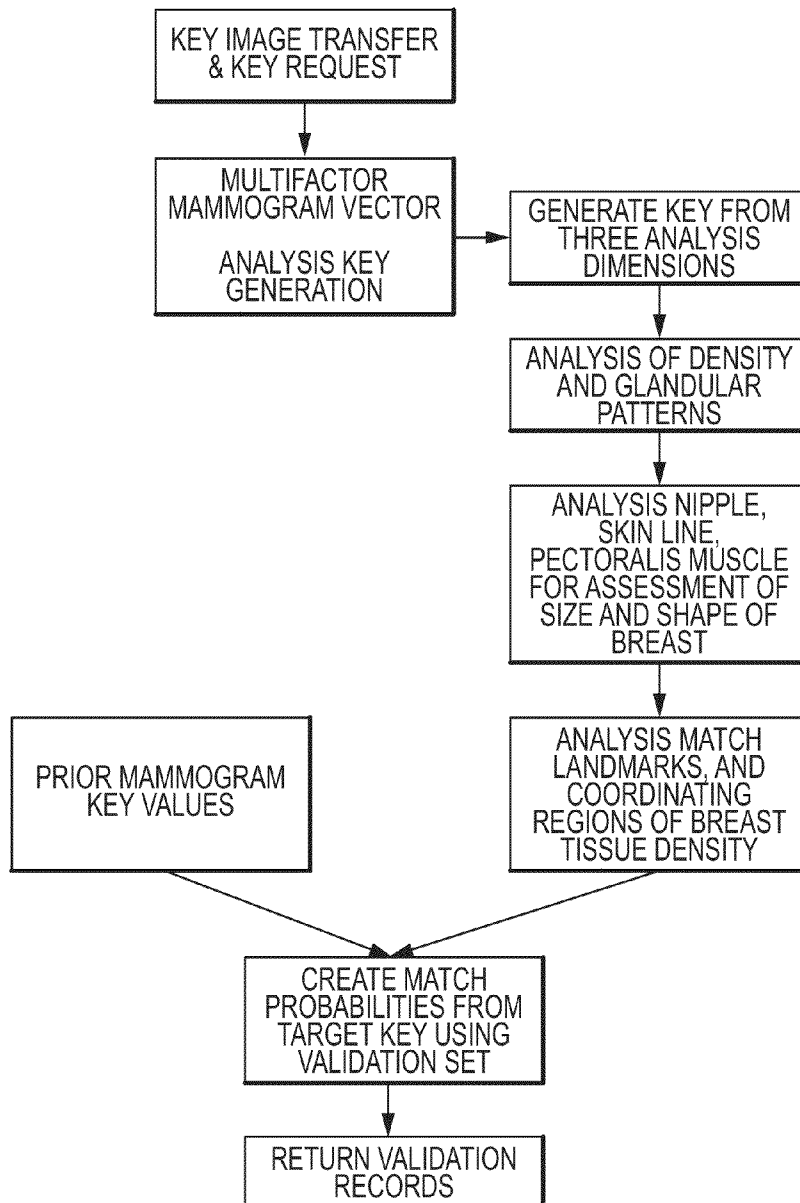 KEY IMAGE TRANSFER
& KEY REQUEST
MULTIFACTOR
MAMMOGRAM VECTOR
ANALYSIS KEY
GENERATION
GENERATE KEY FROM
THREE ANALYSIS
DIMENSIONS
ANALYSIS OF DENSITY
AND GLANDULAR
PATTERNS
ANALYSIS NIPPLE,
SKIN LINE,
PECTORALIS MUSCLE
FOR ASSESSMENT OF
SIZE AND SHAPE OF
BREAST
PRIOR MAMMOGRAM
KEY VALUES
ANALYSIS MATCH
LANDMARKS, AND
COORDINATING
REGIONS OF BREAST
TISSUE DENSITY
CREATE MATCH
PROBABILITIES FROM
TARGET KEY USING
VALIDATION SET
RETURN VALIDATION
RECORDS